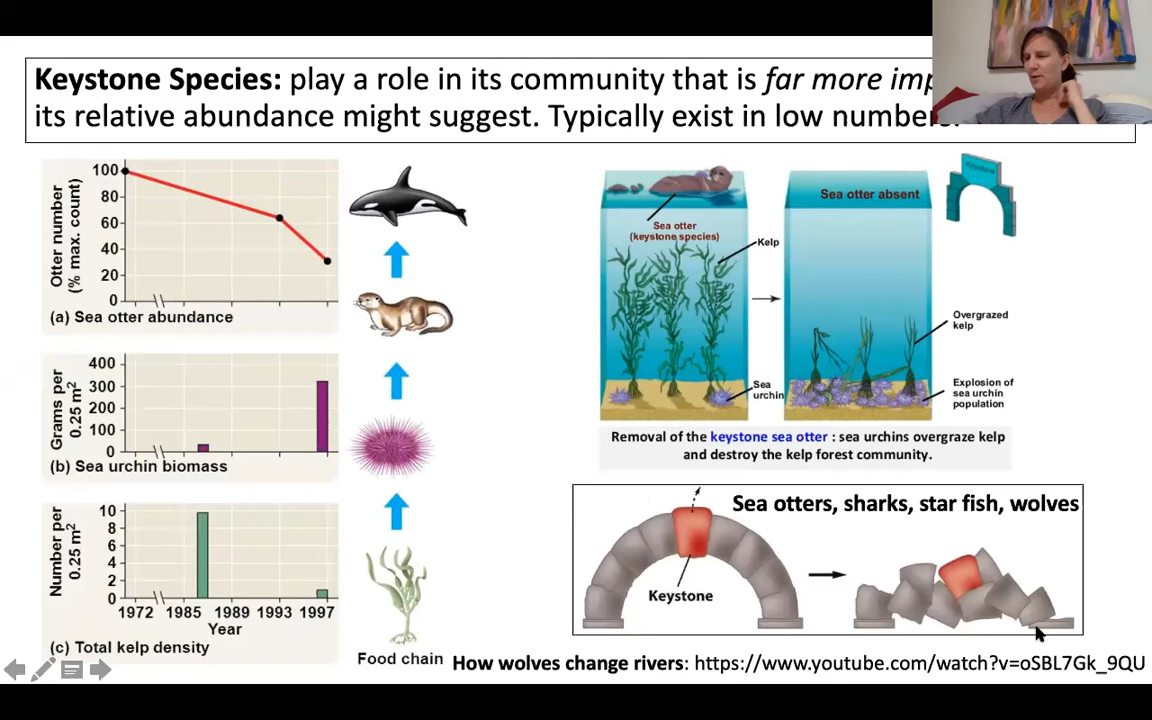 Keystone Species: play a role in its community that is far more
its relative abundance might suggest. Typically exist in low numbers.
100
80
60
40
20
0
Otter number
(% max. count)
(a) Sea otter abundance
400
300
200
100
0
Grams per
0.25 m²
(b) Sea urchin biomass
10
8
6
4
2
0
Number per
0.25 m²
1972 1985 1989 1993 1997
Year
(c) Total kelp density
Food chain
Sea otter
(keystone species)
Kelp
Sea
urchin
Sea otter absent
Overgrazed
kelp
Explosion of
sea urchin
population
Keystone
Removal of the keystone sea otter : sea urchins overgraze kelp
and destroy the kelp forest community.
Sea otters, sharks, star fish, wolves
Keystone
How wolves change rivers: https://www.youtube.com/watch?v=oSBL7Gk_9QU